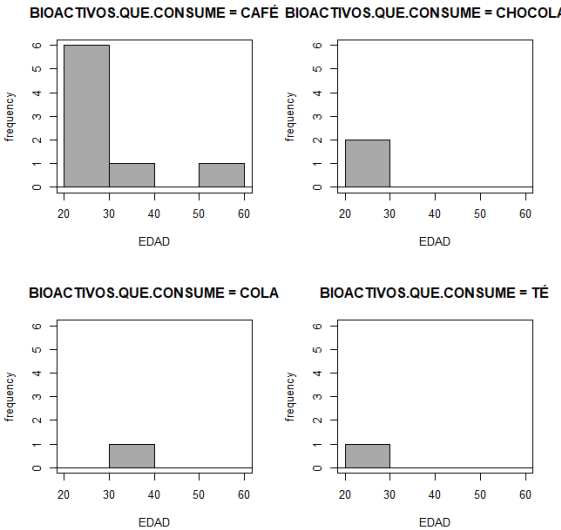 BIOACTIVOS.QUE.CONSUME = CAFÉ
frequency
6
5
4
3
2
1
0
20 30 40 50 60
EDAD
BIOACTIVOS.QUE.CONSUME = CHOCOLA
frequency
6
5
4
3
2
1
0
20 30 40 50 60
EDAD
BIOACTIVOS.QUE.CONSUME = COLA
frequency
6
5
4
3
2
1
0
20 30 40 50 60
EDAD
BIOACTIVOS.QUE.CONSUME = TÉ
frequency
6
5
4
3
2
1
0
20 30 40 50 60
EDAD